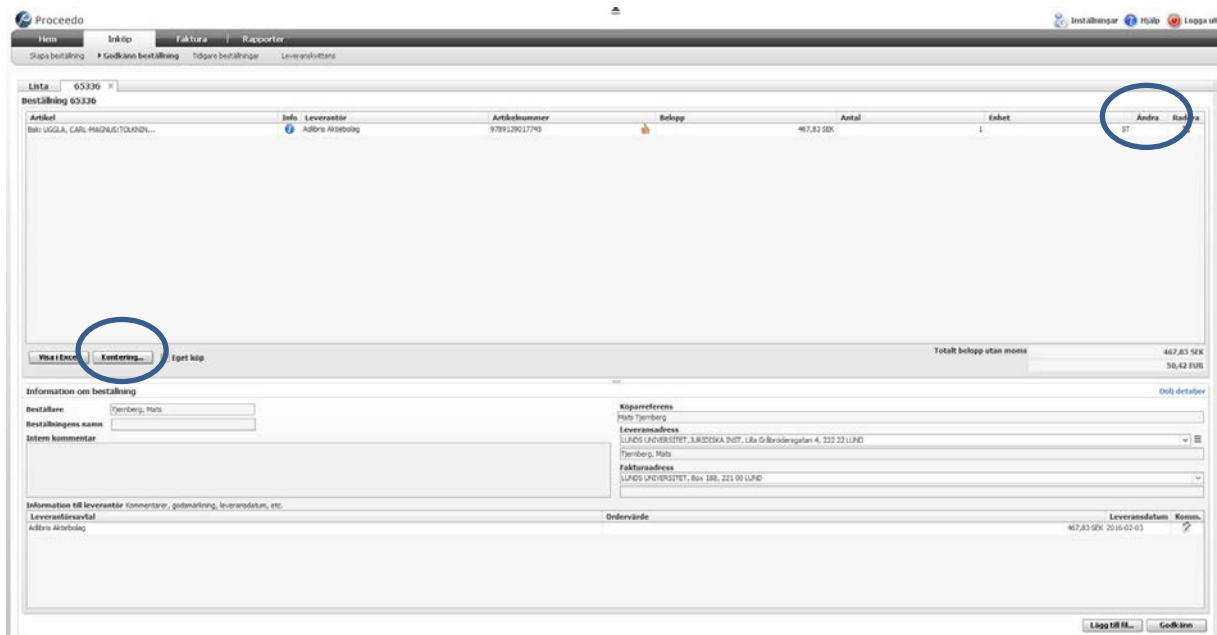 Proceedo
Inställningar Hjälp Logga ut
Hem Inköp Faktura Rapporter
Skapa beställning Godkänn beställning Tidigare beställningar Leveranskvittens
Lista 65336
Beställning 65336
Artikel Info Leverantör Artikelnummer Belopp Antal Enhet Ändra Radera
Bok: UGGLA, CARL-MAGNUS:TOLKNIN... Adlibris Aktiebolag 9789139017745 467,83 SEK 1 ST
Visa i Excel Kontering... Eget köp
Totalt belopp utan moms 467,83 SEK
50,42 EUR
Information om beställning Dölj detaljer
Beställare Tjernberg, Mats
Beställningens namn
Intern kommentar
Köparreferens
Mats Tjernberg
Leveransadress
LUNDS UNIVERSITET, JURIDISKA INST, Lilla Gråbrödersgatan 4, 222 22 LUND
Tjernberg, Mats
Fakturaadress
LUNDS UNIVERSITET, Box 188, 221 00 LUND
Information till leverantör Kommentarer, godsmärkning, leveransdatum, etc.
Leverantörsavtal Ordervärde Leveransdatum Komm.
Adlibris Aktiebolag 467,83 SEK 2016-02-03
Lägg till fil... Godkänn